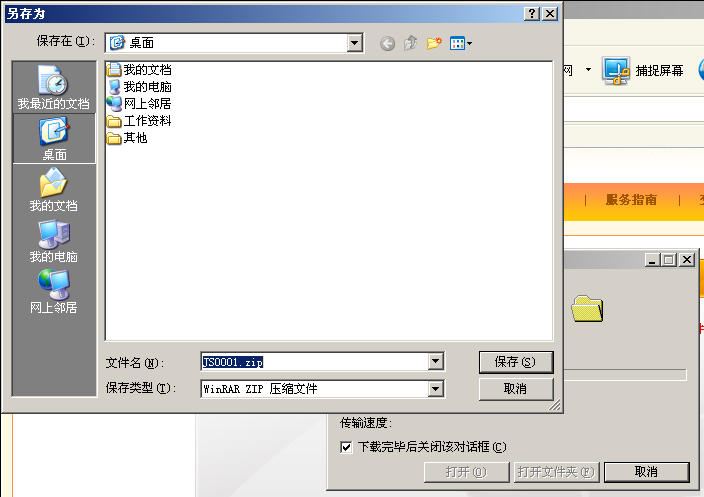 另存为
保存在(I):
桌面
我的文档
我的电脑
网上邻居
工作资料
其他
我最近的文档
桌面
我的文档
我的电脑
网上邻居
文件名(N):
JS0001.zip
保存(S)
保存类型(T):
WinRAR ZIP 压缩文件
取消
网
捕捉屏幕
| 服务指南 |
传输速度:
下载完毕后关闭该对话框(C)
打开(O)
打开文件夹(F)
取消